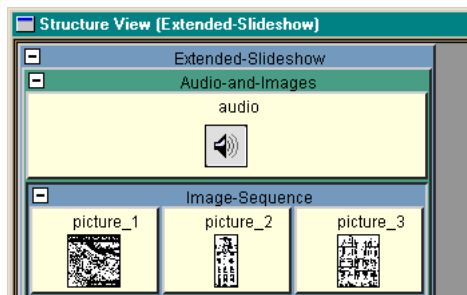 Structure View (Extended-Slideshow)
Extended-Slideshow
Audio-and-Images
audio
Image-Sequence
picture_1 picture_2 picture_3